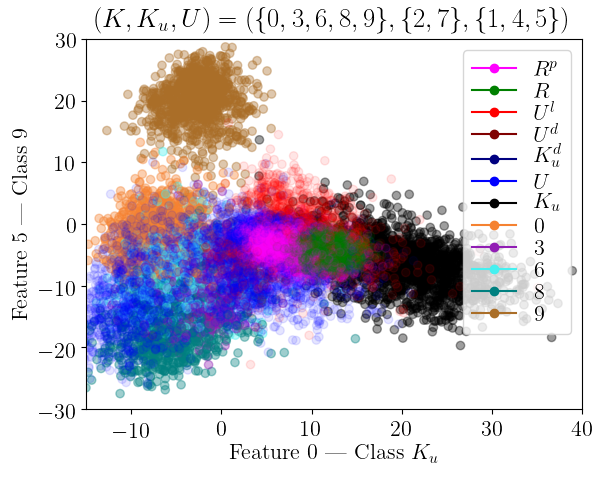 (K, K_u, U) = ({0, 3, 6, 8, 9}, {2, 7}, {1, 4, 5})
30
20
10
0
−10
−20
−30
Feature 5 — Class 9
−10
0
10
20
30
40
Feature 0 — Class K_u
R^p
R
U^l
U^d
K_u^d
U
K_u
0
3
6
8
9